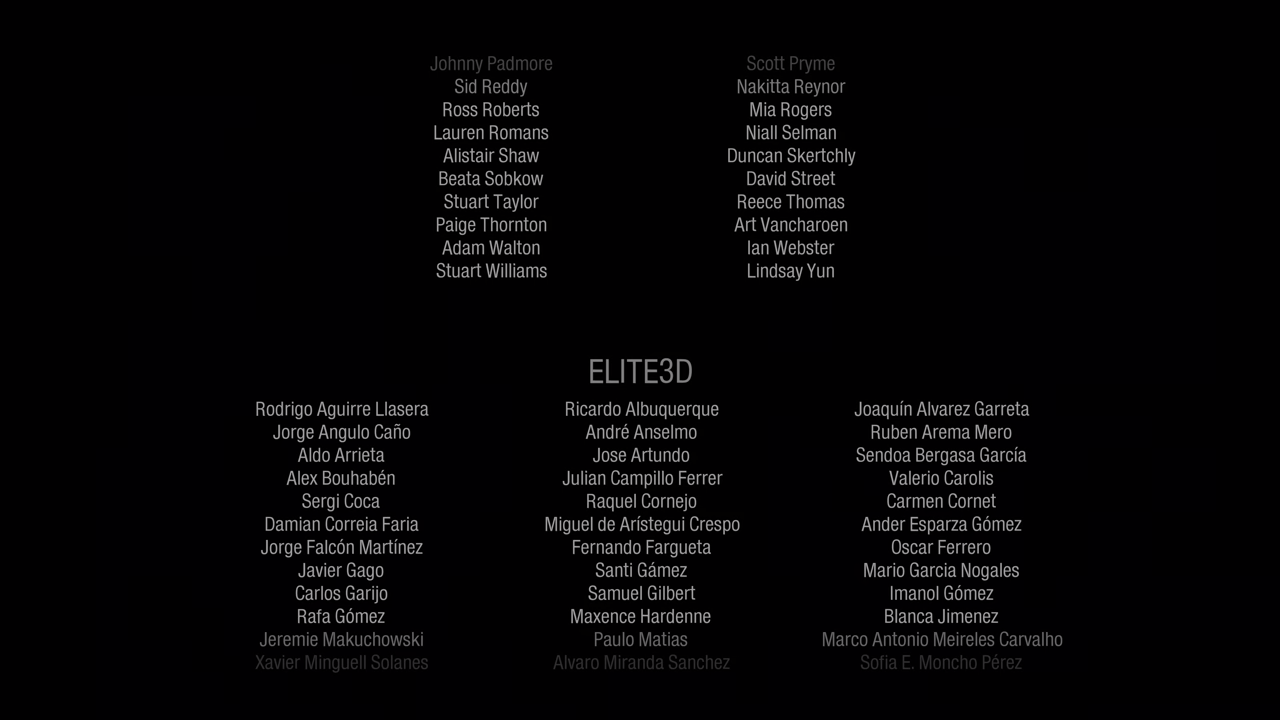 Johnny Padmore Scott Pryme
Sid Reddy Nakitta Reynor
Ross Roberts Mia Rogers
Lauren Romans Niall Selman
Alistair Shaw Duncan Skertchly
Beata Sobkow David Street
Stuart Taylor Reece Thomas
Paige Thornton Art Vancharoen
Adam Walton Ian Webster
Stuart Williams Lindsay Yun
ELITE3D
Rodrigo Aguirre Llasera Ricardo Albuquerque Joaquín Alvarez Garreta
Jorge Angulo Caño André Anselmo Ruben Arema Mero
Aldo Arrieta Jose Artundo Sendoa Bergasa García
Alex Bouhabén Julian Campillo Ferrer Valerio Carolis
Sergi Coca Raquel Cornejo Carmen Cornet
Damian Correia Faria Miguel de Arístegui Crespo Ander Esparza Gómez
Jorge Falcón Martínez Fernando Fargueta Oscar Ferrero
Javier Gago Santi Gámez Mario Garcia Nogales
Carlos Garijo Samuel Gilbert Imanol Gómez
Rafa Gómez Maxence Hardenne Blanca Jimenez
Jeremie Makuchowski Paulo Matias Marco Antonio Meireles Carvalho
Xavier Minguell Solanes Alvaro Miranda Sanchez Sofia E. Moncho Pérez